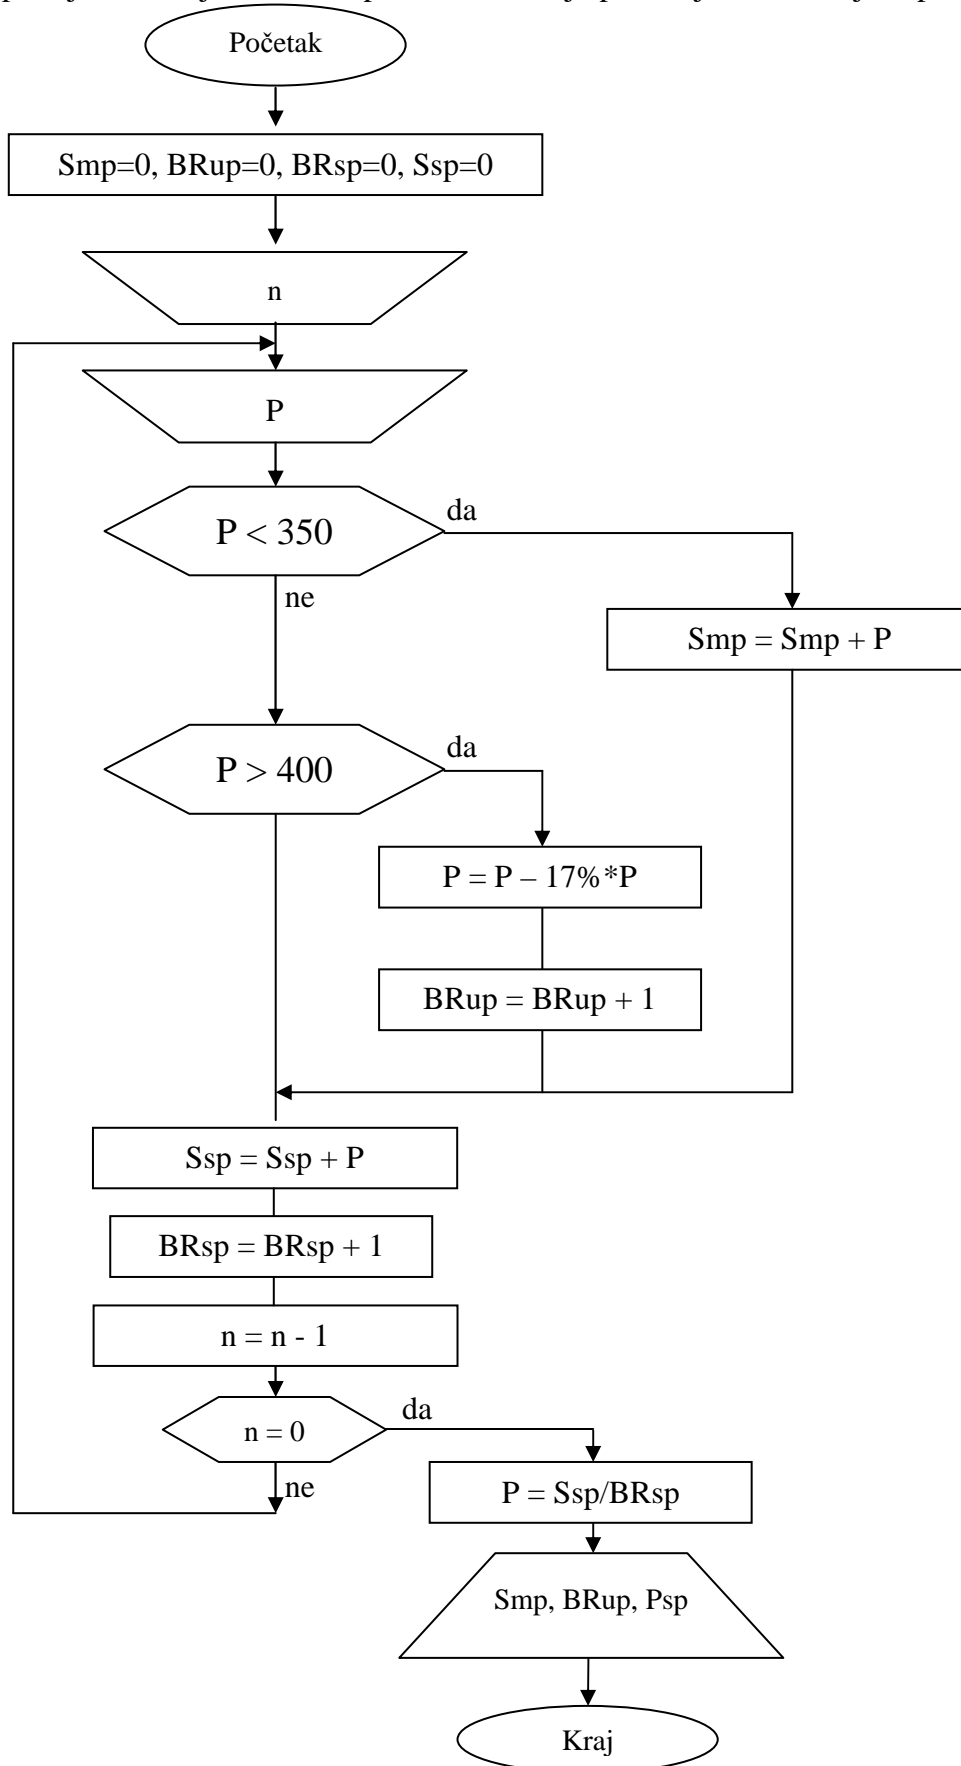 Početak
Smp=0, BRup=0, BRsp=0, Ssp=0
n
P
P < 350
da
ne
Smp = Smp + P
P > 400
da
P = P – 17%*P
BRup = BRup + 1
Ssp = Ssp + P
BRsp = BRsp + 1
n = n - 1
n = 0
da
ne
P = Ssp/BRsp
Smp, BRup, Psp
Kraj